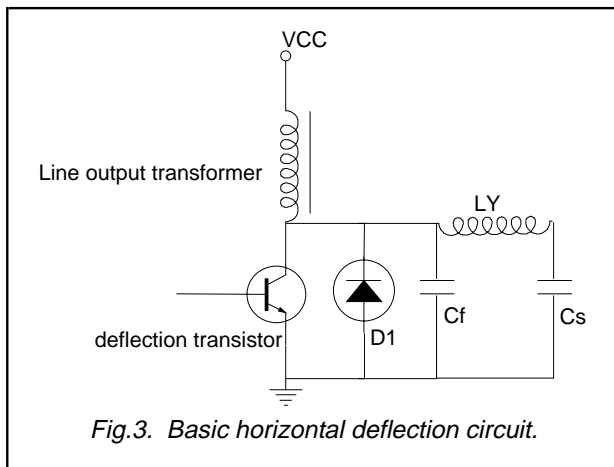 VCC
Line output transformer
LY
deflection transistor
D1
Cf
Cs
Fig.3. Basic horizontal deflection circuit.